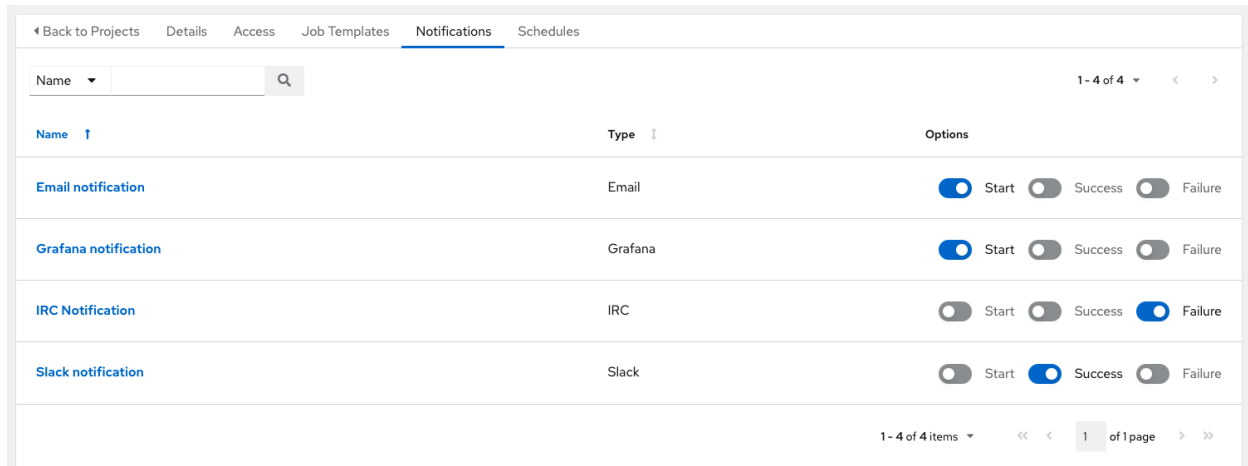 Back to Projects Details Access Job Templates Notifications Schedules
Name 1 - 4 of 4
Name Type Options
Email notification Email Start Success Failure
Grafana notification Grafana Start Success Failure
IRC Notification IRC Start Success Failure
Slack notification Slack Start Success Failure
1 - 4 of 4 items 1 of 1 page